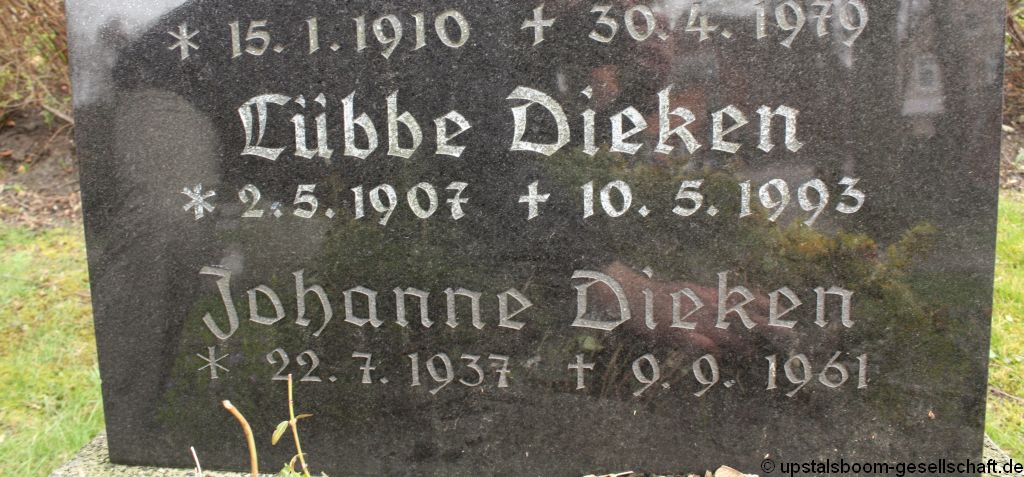 * 15. 1. 1910 + 30. 4. 1979
Lübbe Dieken
* 2. 5. 1907 + 10. 5. 1993
Johanne Dieken
* 22. 7. 1937 + 9. 9. 1961
© upstalsboom-gesellschaft.de